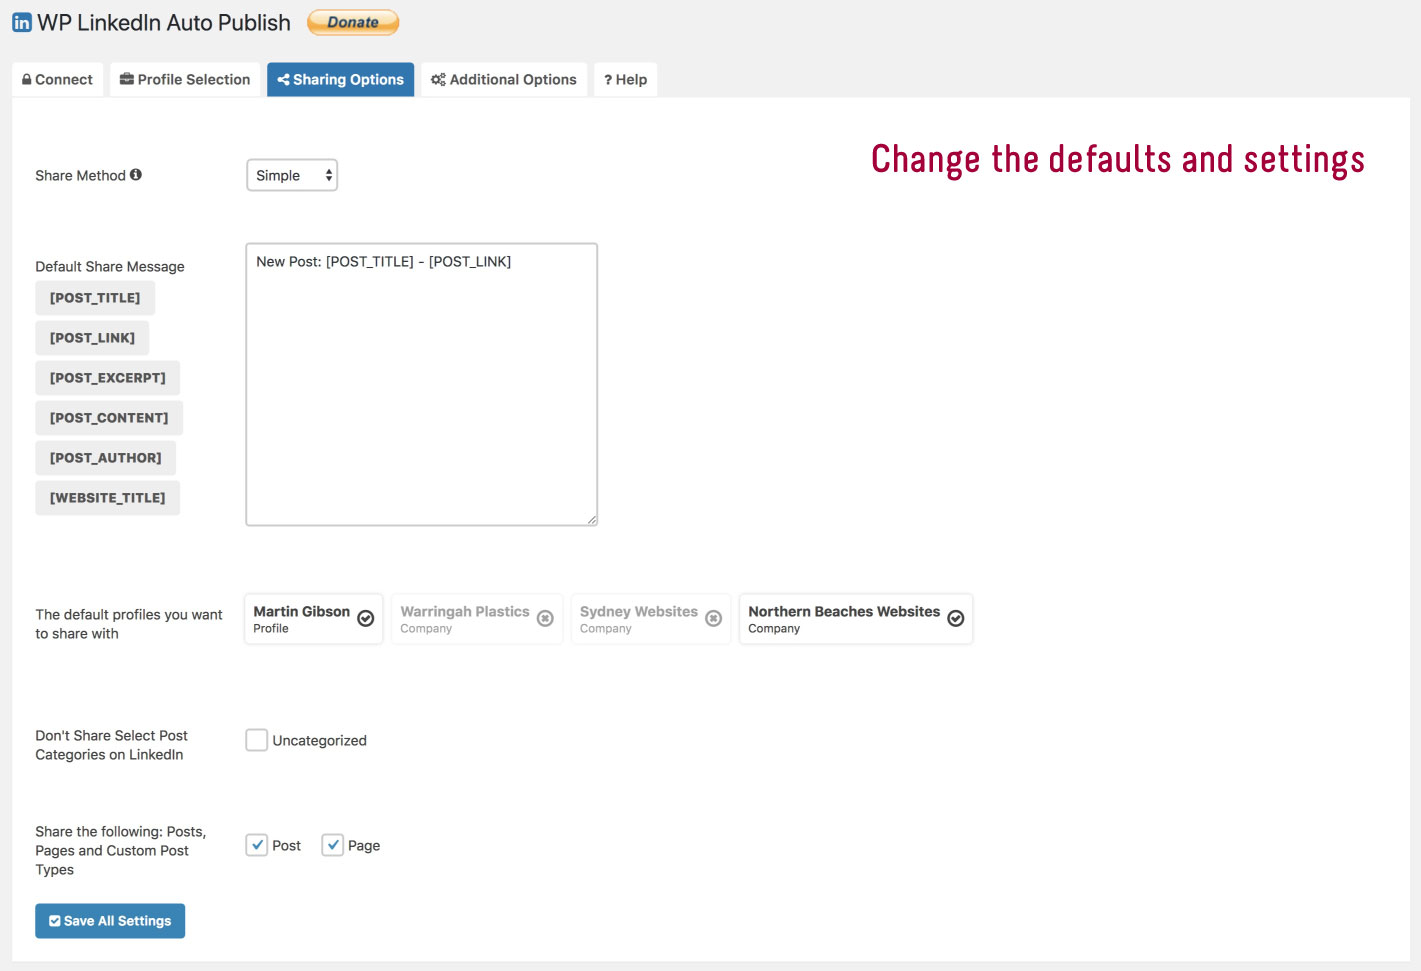 in WP LinkedIn Auto Publish Donate
Connect Profile Selection Sharing Options Additional Options ? Help
Change the defaults and settings
Share Method
Simple
Default Share Message
New Post: [POST_TITLE] - [POST_LINK]
[POST_TITLE]
[POST_LINK]
[POST_EXCERPT]
[POST_CONTENT]
[POST_AUTHOR]
[WEBSITE_TITLE]
The default profiles you want
to share with
Martin Gibson
Profile
Warringah Plastics
Company
Sydney Websites
Company
Northern Beaches Websites
Company
Don't Share Select Post
Categories on LinkedIn
Uncategorized
Share the following: Posts,
Pages and Custom Post
Types
Post Page
Save All Settings